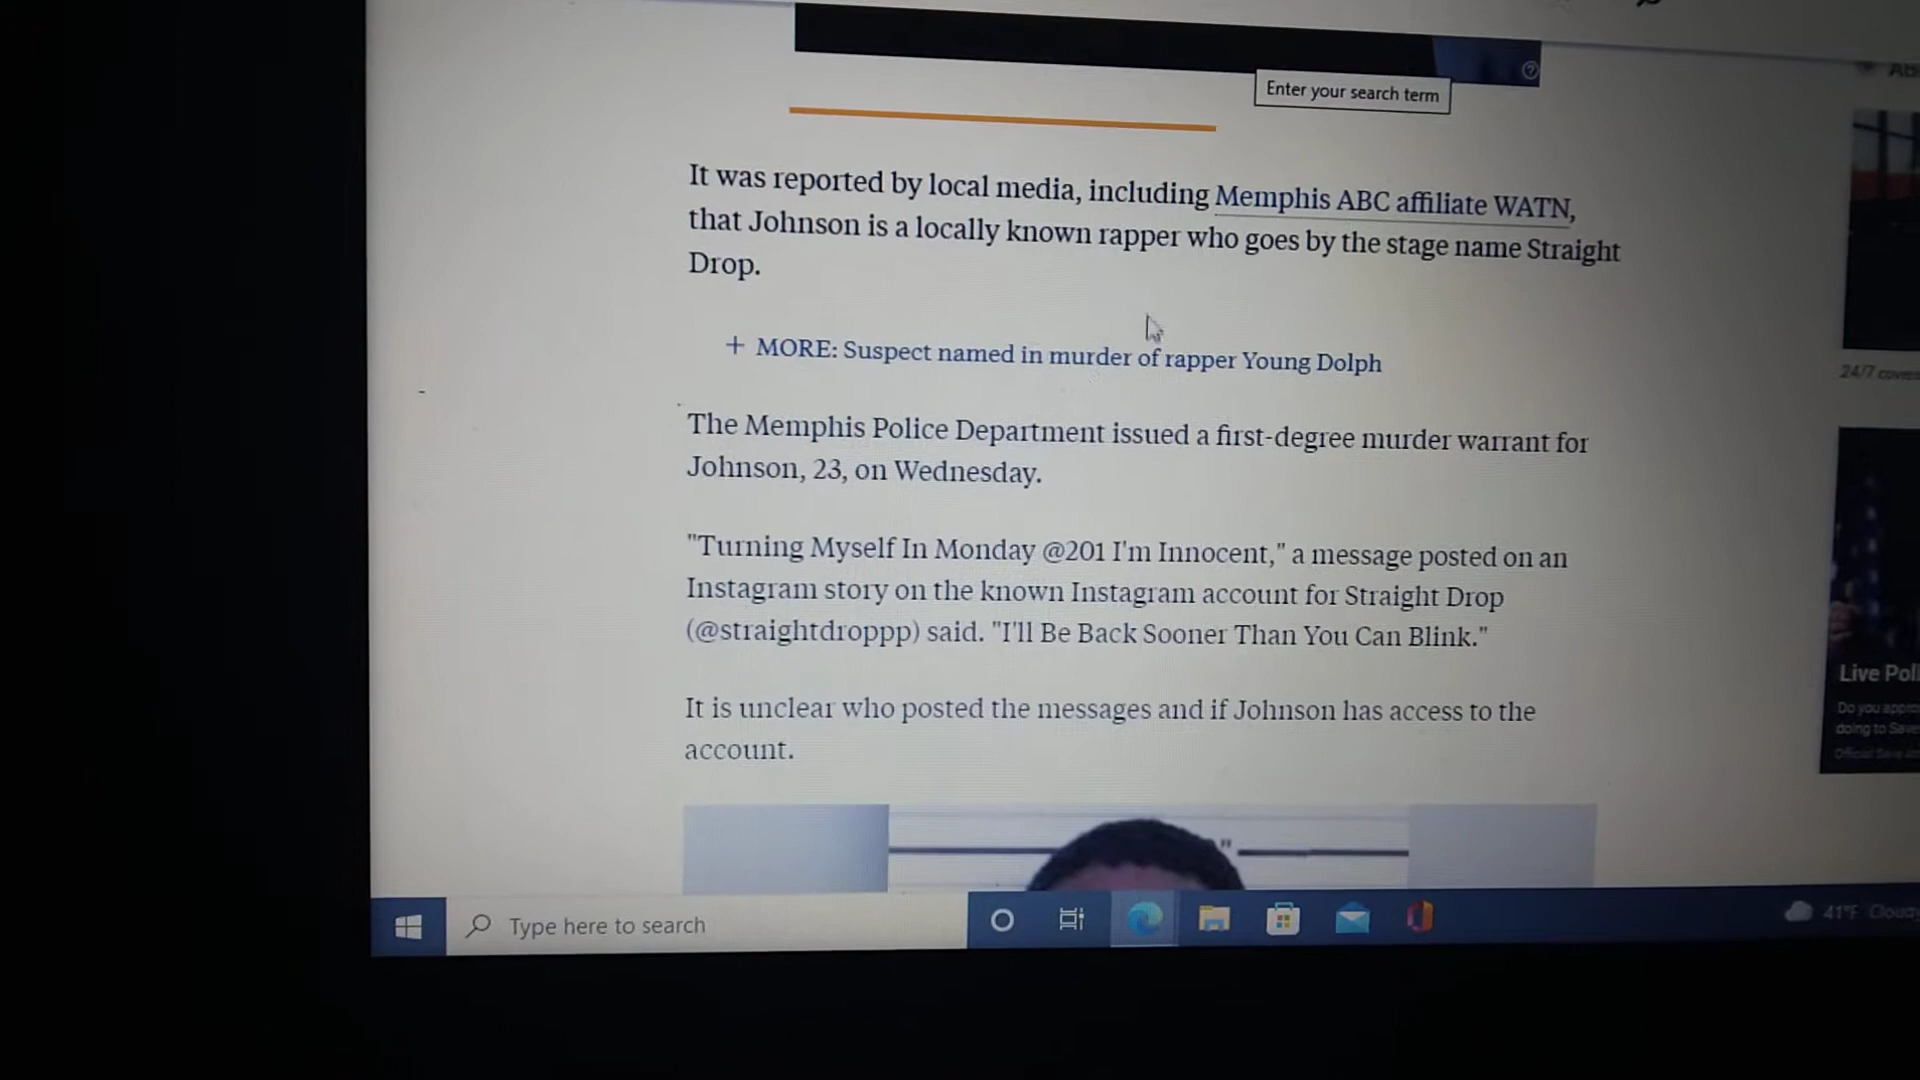 Enter your search term
It was reported by local media, including Memphis ABC affiliate WATN,
that Johnson is a locally known rapper who goes by the stage name Straight
Drop.
+ MORE: Suspect named in murder of rapper Young Dolph
The Memphis Police Department issued a first-degree murder warrant for
Johnson, 23, on Wednesday.
"Turning Myself In Monday @201 I'm Innocent," a message posted on an
Instagram story on the known Instagram account for Straight Drop
(@straightdroppp) said. "I'll Be Back Sooner Than You Can Blink."
It is unclear who posted the messages and if Johnson has access to the
account.
24/7
Live
Do you
doing to
Type here to search
41°F Cloudy